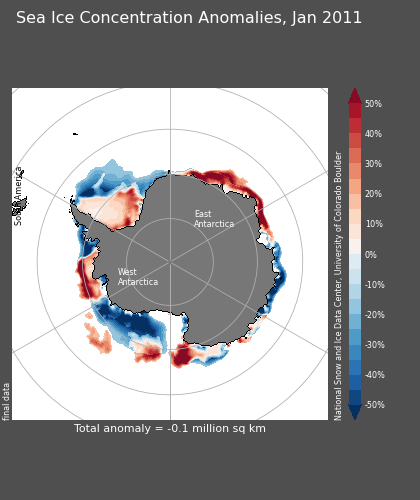 Sea Ice Concentration Anomalies, Jan 2011
South America
East
Antarctica
West
Antarctica
final data
National Snow and Ice Data Center, University of Colorado Boulder
50%
40%
30%
20%
10%
0%
-10%
-20%
-30%
-40%
-50%
Total anomaly = -0.1 million sq km